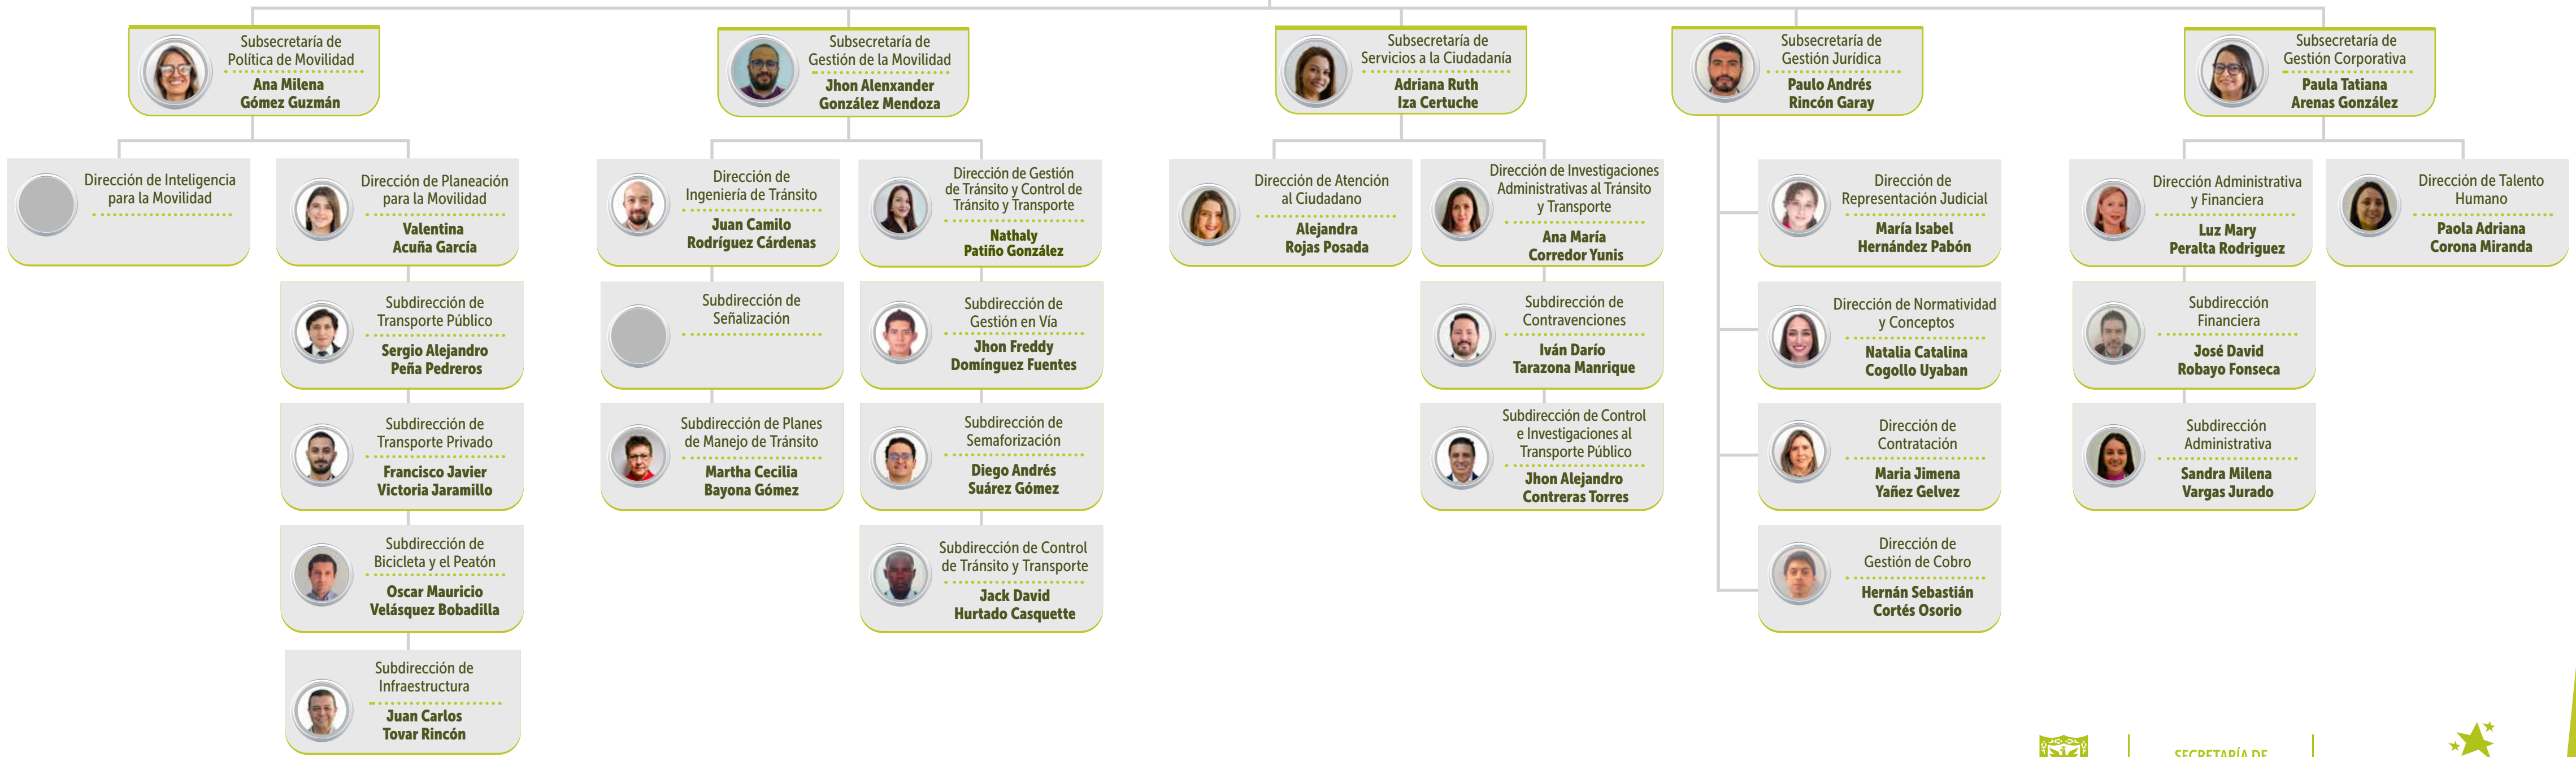 Subsecretaría de
Política de Movilidad
Ana Milena
Gómez Guzmán
Subsecretaría de
Gestión de la Movilidad
Jhon Alenxander
González Mendoza
Subsecretaría de
Servicios a la Ciudadanía
Adriana Ruth
Iza Certuche
Subsecretaría de
Gestión Jurídica
Paulo Andrés
Rincón Garay
Subsecretaría de
Gestión Corporativa
Paula Tatiana
Arenas González
Dirección de Inteligencia
para la Movilidad
Dirección de Planeación
para la Movilidad
Valentina
Acuña García
Subdirección de
Transporte Público
Sergio Alejandro
Peña Pedreros
Subdirección de
Transporte Privado
Francisco Javier
Victoria Jaramillo
Subdirección de
Bicicleta y el Peatón
Oscar Mauricio
Velásquez Bobadilla
Subdirección de
Infraestructura
Juan Carlos
Tovar Rincón
Dirección de
Ingeniería de Tránsito
Juan Camilo
Rodríguez Cárdenas
Subdirección de
Señalización
Subdirección de Planes
de Manejo de Tránsito
Martha Cecilia
Bayona Gómez
Dirección de Gestión
de Tránsito y Control de
Tránsito y Transporte
Nathaly
Patiño González
Subdirección de
Gestión en Vía
Jhon Freddy
Domínguez Fuentes
Subdirección de
Semaforización
Diego Andrés
Suárez Gómez
Subdirección de Control
de Tránsito y Transporte
Jack David
Hurtado Casquette
Dirección de Atención
al Ciudadano
Alejandra
Rojas Posada
Dirección de Investigaciones
Administrativas al Tránsito
y Transporte
Ana María
Corredor Yunis
Subdirección de
Contravenciones
Iván Darío
Tarazona Manrique
Subdirección de Control
e Investigaciones al
Transporte Público
Jhon Alejandro
Contreras Torres
Dirección de
Representación Judicial
María Isabel
Hernández Pabón
Dirección de Normatividad
y Conceptos
Natalia Catalina
Cogollo Uyaban
Dirección de
Contratación
Maria Jimena
Yañez Gelvez
Dirección de
Gestión de Cobro
Hernán Sebastián
Cortés Osorio
Dirección Administrativa
y Financiera
Luz Mary
Peralta Rodriguez
Subdirección
Financiera
José David
Robayo Fonseca
Subdirección
Administrativa
Sandra Milena
Vargas Jurado
Dirección de Talento
Humano
Paola Adriana
Corona Miranda
SECRETARÍA DE